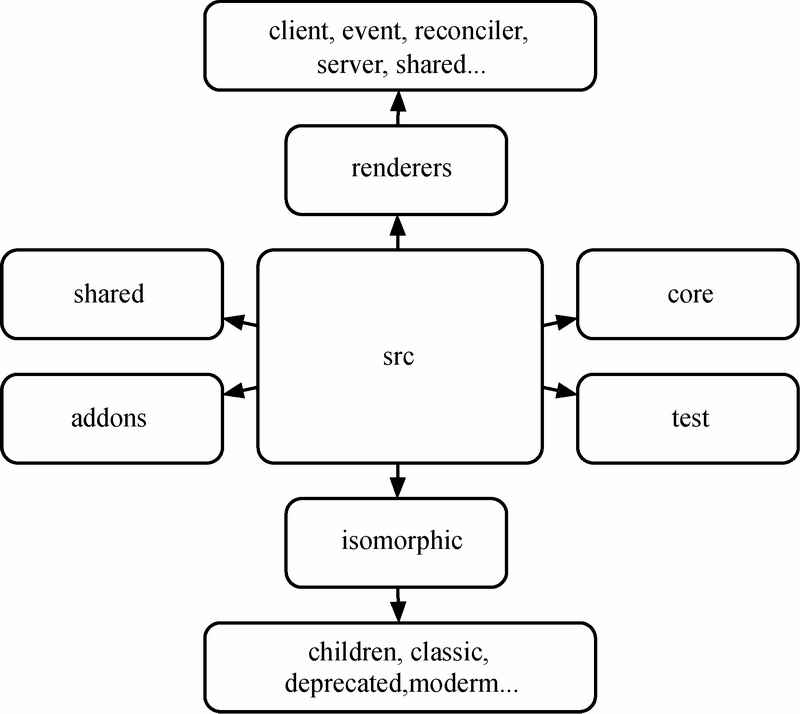 client, event, reconciler,
server, shared...
renderers
shared
core
src
addons
test
isomorphic
children, classic,
deprecated,moderm...